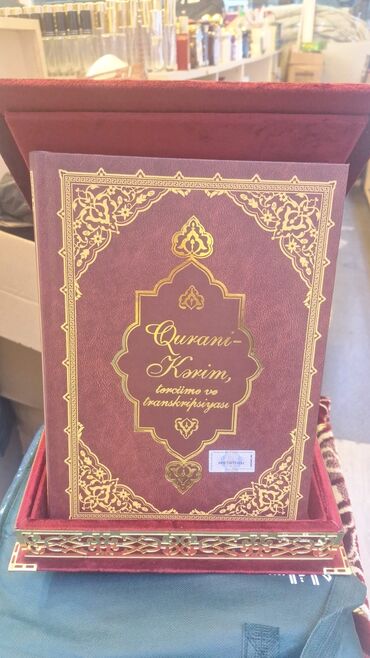 Qurani-
Kərim,
tərcümə və
transkripsiyası